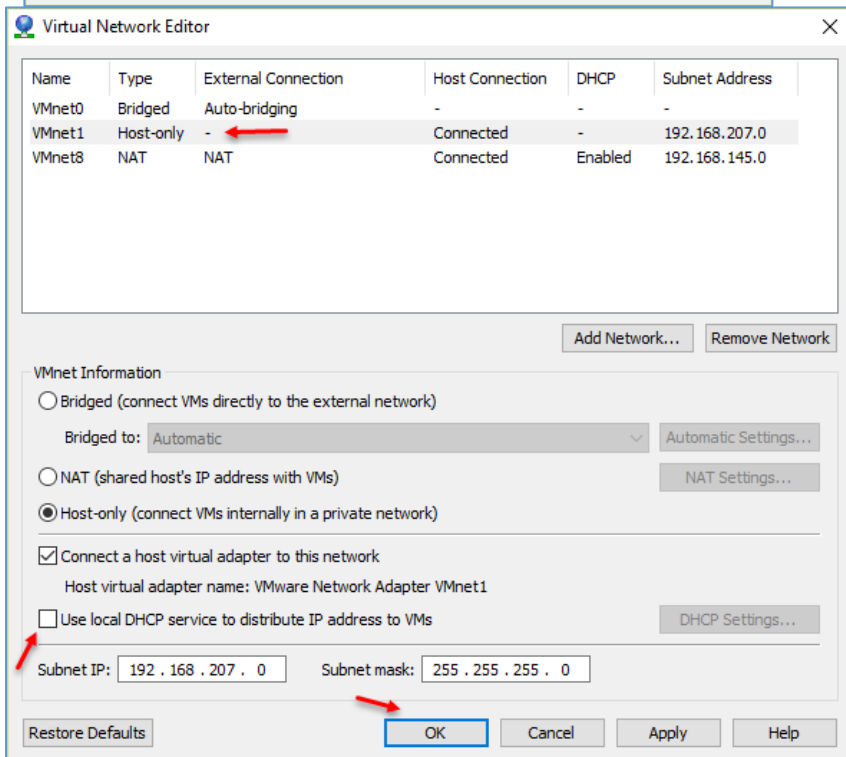 Virtual Network Editor
Name Type External Connection Host Connection DHCP Subnet Address
VMnet0 Bridged Auto-bridging - - -
VMnet1 Host-only - Connected - 192.168.207.0
VMnet8 NAT NAT Connected Enabled 192.168.145.0
Add Network... Remove Network
VMnet Information
Bridged (connect VMs directly to the external network)
Bridged to: Automatic Automatic Settings...
NAT (shared host's IP address with VMs) NAT Settings...
Host-only (connect VMs internally in a private network)
Connect a host virtual adapter to this network
Host virtual adapter name: VMware Network Adapter VMnet1
Use local DHCP service to distribute IP address to VMs DHCP Settings...
Subnet IP: 192 . 168 . 207 . 0 Subnet mask: 255 . 255 . 255 . 0
Restore Defaults OK Cancel Apply Help